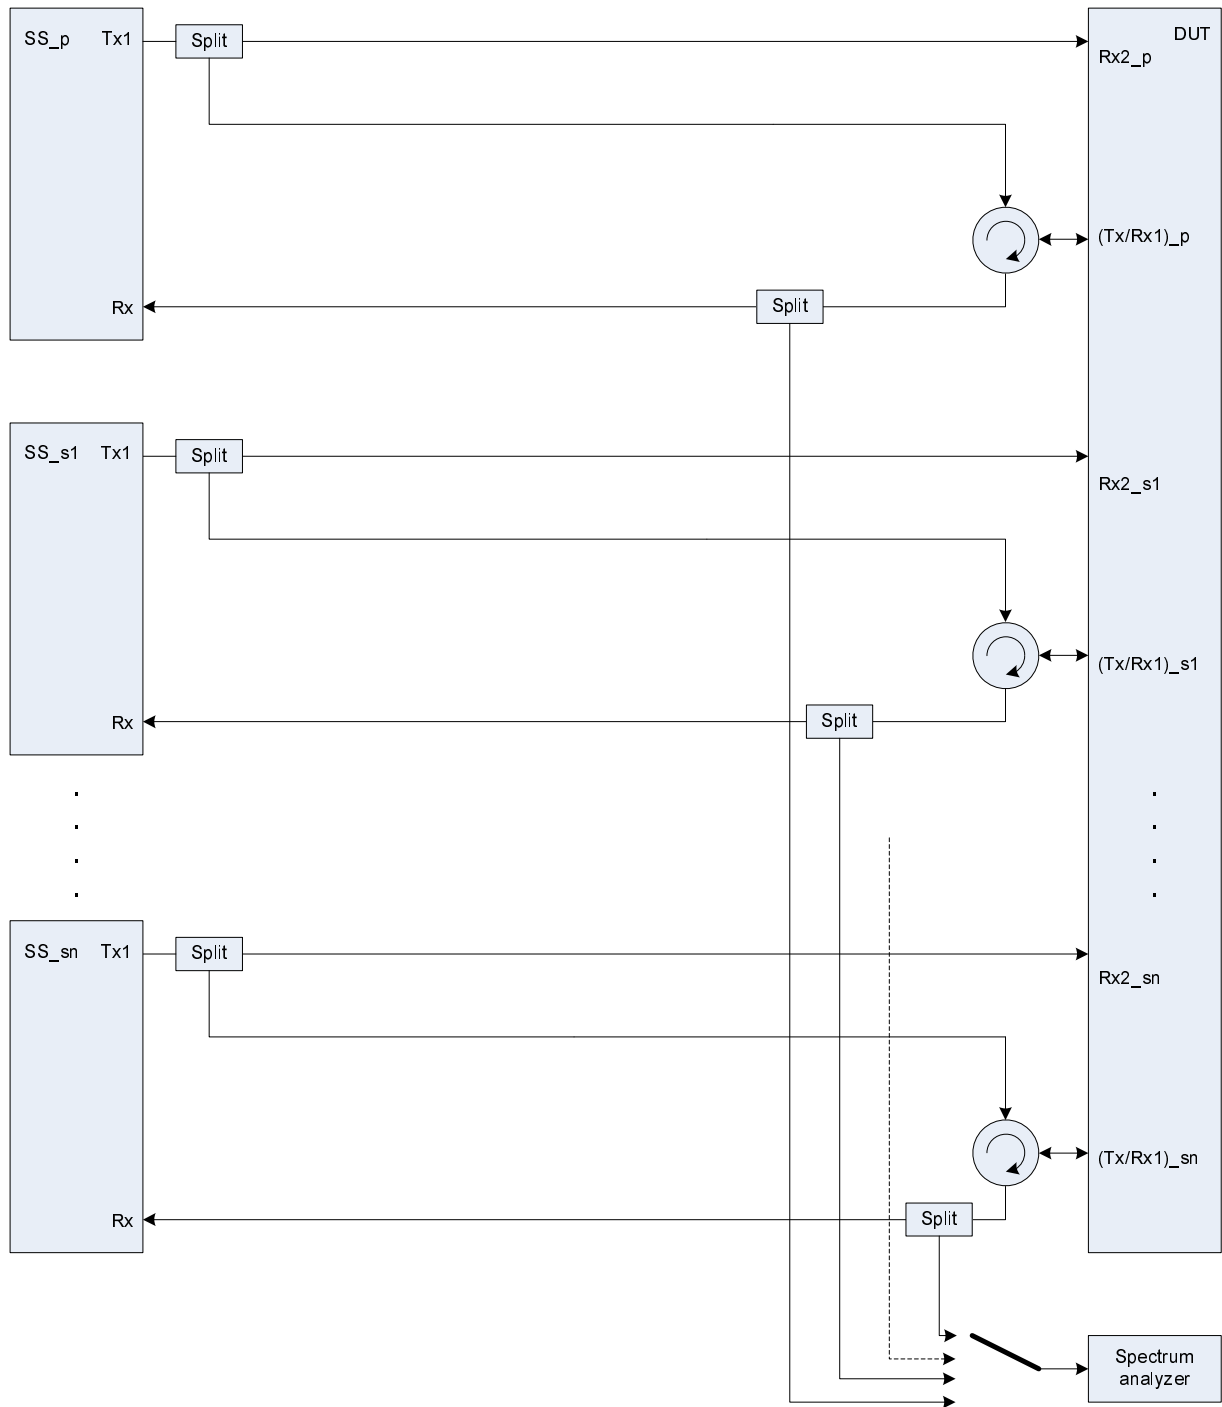 SS_p Tx1
Split
DUT
Rx2_p
(Tx/Rx1)_p
Split
Rx
SS_s1 Tx1
Split
Rx2_s1
(Tx/Rx1)_s1
Split
Rx
SS_sn Tx1
Split
Rx2_sn
(Tx/Rx1)_sn
Split
Rx
Spectrum
analyzer